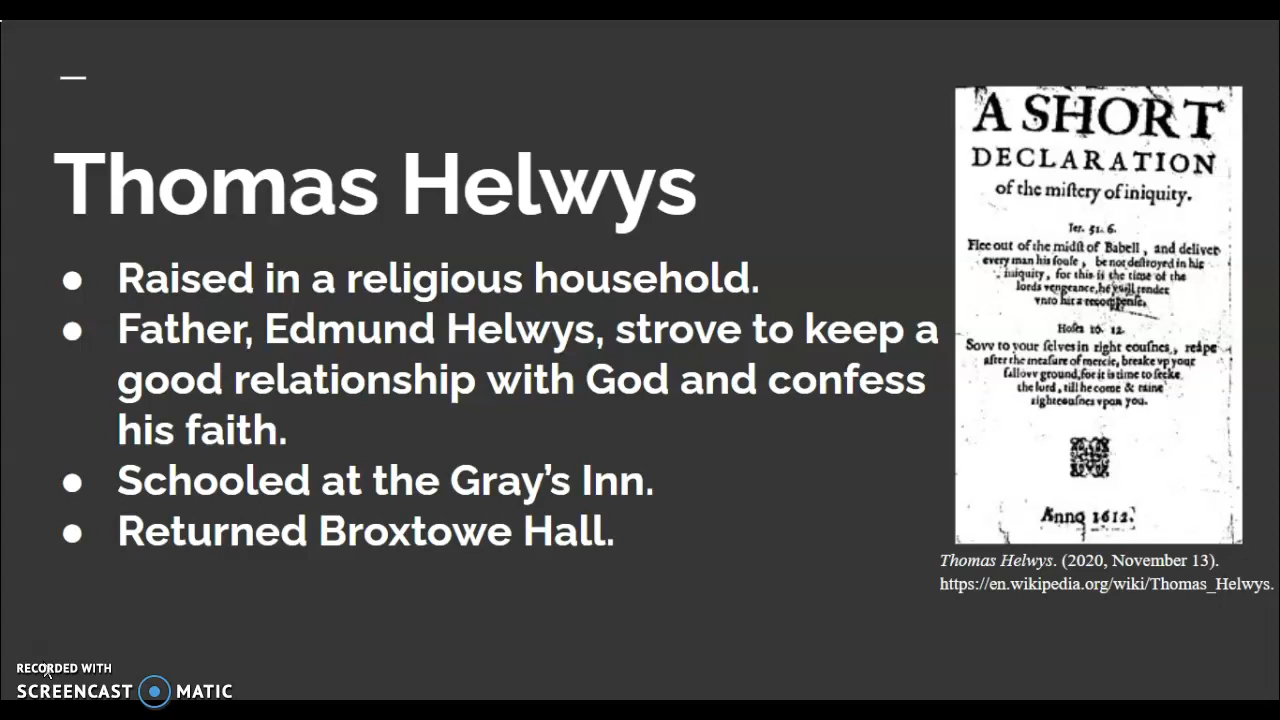 Thomas Helwys
● Raised in a religious household.
● Father, Edmund Helwys, strove to keep a
good relationship with God and confess
his faith.
● Schooled at the Gray's Inn.
● Returned Broxtowe Hall.
A SHORT
DECLARATION
of the miſtery of iniquity.
Ier. 51. 6.
Flee out of the midſt of Babell, and deliver
every man his ſoule, be not deſtroyed in his
iniquity, for this is the time of the
lords vengeance, he will render
vnto her a recompenſe.
Hoſea 10. 12.
Sovv to your ſelves in right eouſnes, reape
after the meaſure of mercie, breake vp your
fallovv ground, for it is time to ſeeke
the lord, till he come & raine
righteouſnes vpon you.
Anno 1612.
Thomas Helwys. (2020, November 13).
https://en.wikipedia.org/wiki/Thomas_Helwys.
RECORDED WITH
SCREENCAST MATIC